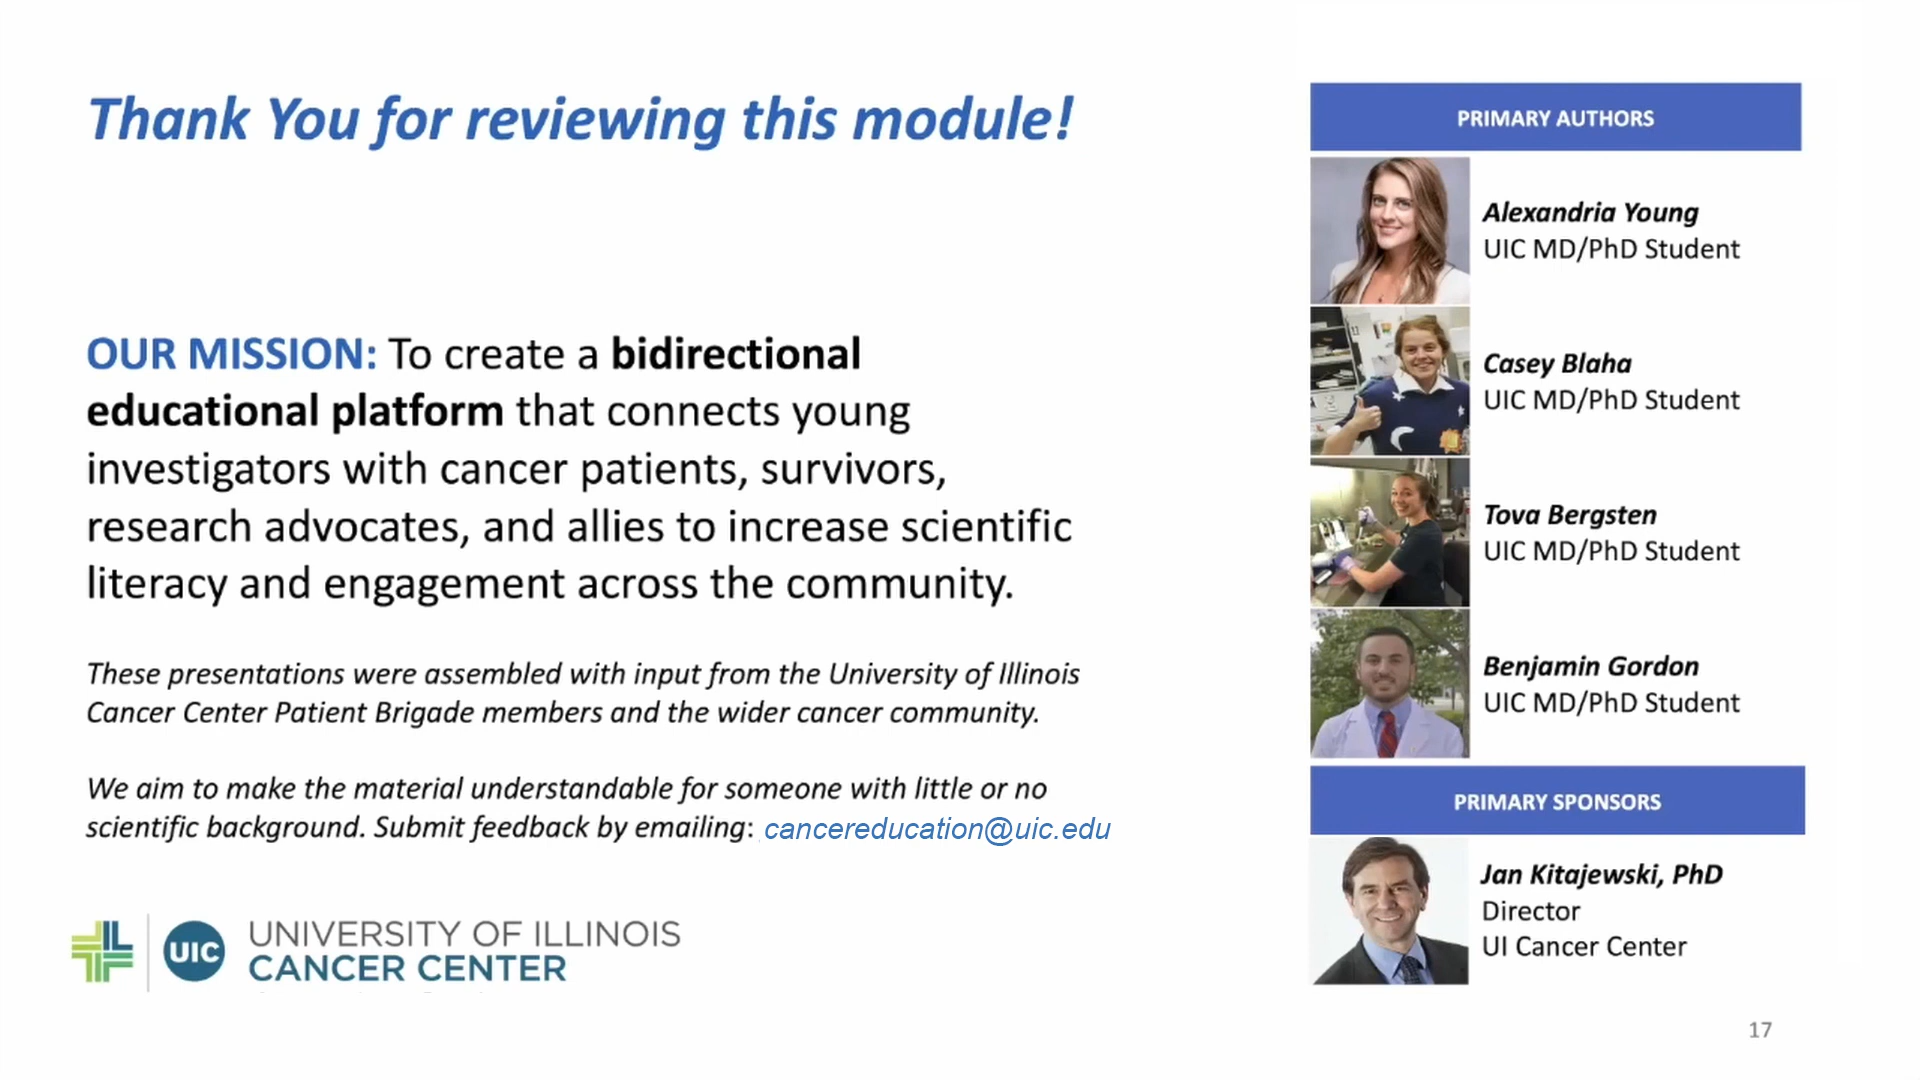 Thank You for reviewing this module!
OUR MISSION: To create a bidirectional
educational platform that connects young
investigators with cancer patients, survivors,
research advocates, and allies to increase scientific
literacy and engagement across the community.
These presentations were assembled with input from the University of Illinois
Cancer Center Patient Brigade members and the wider cancer community.
We aim to make the material understandable for someone with little or no
scientific background. Submit feedback by emailing: cancereducation@uic.edu
UIC
UNIVERSITY OF ILLINOIS
CANCER CENTER
PRIMARY AUTHORS
Alexandria Young
UIC MD/PhD Student
Casey Blaha
UIC MD/PhD Student
Tova Bergsten
UIC MD/PhD Student
Benjamin Gordon
UIC MD/PhD Student
PRIMARY SPONSORS
Jan Kitajewski, PhD
Director
UI Cancer Center
17